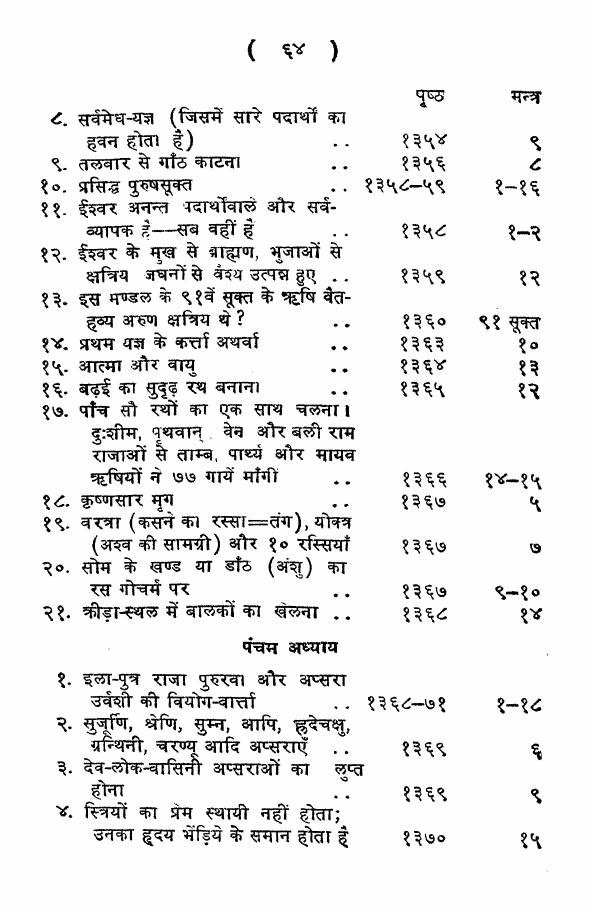 ( ६४ )
पृष्ठ मन्त्र
८. सर्वमेध-यज्ञ (जिसमें सारे पदार्थों का
हवन होता है) .. १३५४ ९
९. तलवार से गाँठ काटना .. १३५६ ८
१०. प्रसिद्ध पुरुषसूक्त .. १३५८-५९ १-१६
११. ईश्वर अनन्त पदार्थोंवाले और सर्व-
व्यापक है—सब वहीं है .. १३५८ १-२
१२. ईश्वर के मुख से ब्राह्मण, भुजाओं से
क्षत्रिय जघनों से वैश्य उत्पन्न हुए .. १३५९ १२
१३. इस मण्डल के ९१वें सूक्त के ऋषि वैत-
हव्य अरुण क्षत्रिय थे? .. १३६० ९१ सूक्त
१४. प्रथम यज्ञ के कर्त्ता अथर्वा .. १३६३ १०
१५. आत्मा और वायु .. १३६४ १३
१६. बढ़ई का सुदृढ़ रथ बनाना .. १३६५ १२
१७. पाँच सौ रथों का एक साथ चलना।
दुःशीम, पृथवान्, वेन और बली राम
राजाओं से ताम्ब, पार्थ्य और मायव
ऋषियों ने ७७ गायें माँगीं .. १३६६ १४-१५
१८. कृष्णसार मृग .. १३६७ ५
१९. वरत्रा (कसने का रस्सा=तंग), योक्त्र
(अश्व की सामग्री) और १० रस्सियाँ १३६७ ७
२०. सोम के खण्ड या डाँठ (अंशु) का
रस गोचर्म पर .. १३६७ ९-१०
२१. क्रीड़ा-स्थल में बालकों का खेलना .. १३६८ १४
पंचम अध्याय
१. इला-पुत्र राजा पुरुरवा और अप्सरा
उर्वशी की वियोग-वार्त्ता .. १३६८-७१ १-१८
२. सुजूर्णि, श्रेणि, सुम्न, आपि, ह्रदेचक्षु,
ग्रन्थिनी, चरण्यू आदि अप्सराएँ .. १३६९ ६
३. देव-लोक-वासिनी अप्सराओं का लुप्त
होना .. १३६९ ९
४. स्त्रियों का प्रेम स्थायी नहीं होता;
उनका हृदय भेंड़िये के समान होता है १३७० १५